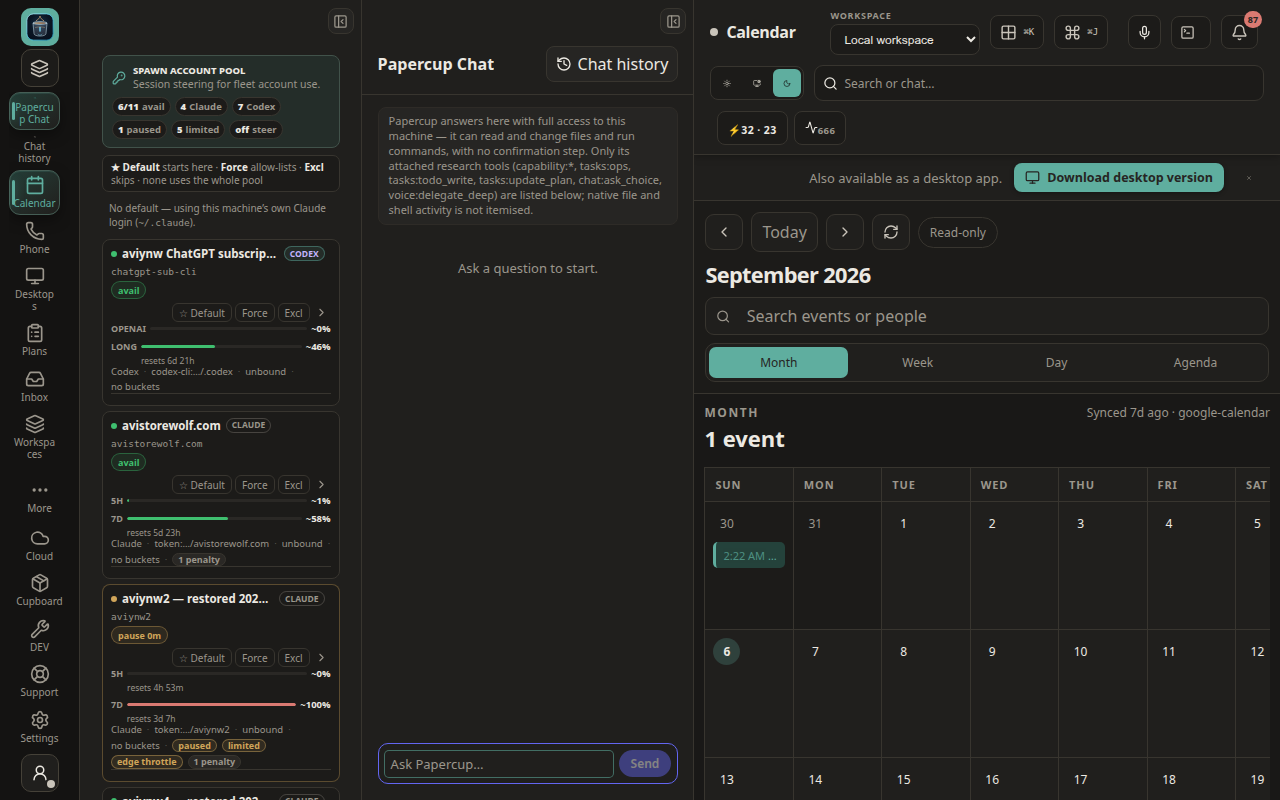 Papercu
p Chat
Chat
history
Calendar
Phone
Desktop
s
Plans
Inbox
Workspa
ces
More
Cloud
Cupboard
DEV
Support
Settings
SPAWN ACCOUNT POOL
Session steering for fleet account use.
6/11 avail 4 Claude 7 Codex
1 paused 5 limited off steer
★ Default starts here · Force allow-lists · Excl
skips · none uses the whole pool
No default — using this machine's own Claude
login (~/.claude).
aviynw ChatGPT subscrip... CODEX
chatgpt-sub-cli
avail
☆ Default Force Excl
OPENAI ~0%
LONG ~46%
resets 6d 21h
Codex · codex-cli:.../.codex · unbound ·
no buckets
avistorewolf.com CLAUDE
avistorewolf.com
avail
☆ Default Force Excl
5H ~1%
7D ~58%
resets 5d 23h
Claude · token:.../avistorewolf.com · unbound ·
no buckets · 1 penalty
aviynw2 — restored 202... CLAUDE
aviynw2
pause 0m
☆ Default Force Excl
5H ~0%
resets 4h 53m
7D ~100%
resets 3d 7h
Claude · token:.../aviynw2 · unbound ·
no buckets · paused limited
edge throttle 1 penalty
Papercup Chat
Chat history
Papercup answers here with full access to this
machine — it can read and change files and run
commands, with no confirmation step. Only its
attached research tools (capability:*, tasks:ops,
tasks:todo_write, tasks:update_plan, chat:ask_choice,
voice:delegate_deep) are listed below; native file and
shell activity is not itemised.
Ask a question to start.
Ask Papercup...
Send
Calendar
WORKSPACE
Local workspace
⌘K
⌘J
87
Search or chat...
⚡32 · 23
666
Also available as a desktop app.
Download desktop version
×
Today
Read-only
September 2026
Search events or people
Month Week Day Agenda
MONTH
Synced 7d ago · google-calendar
1 event
SUN MON TUE WED THU FRI SAT
30 31 1 2 3 4 5
2:22 AM ...
6 7 8 9 10 11 12
13 14 15 16 17 18 19